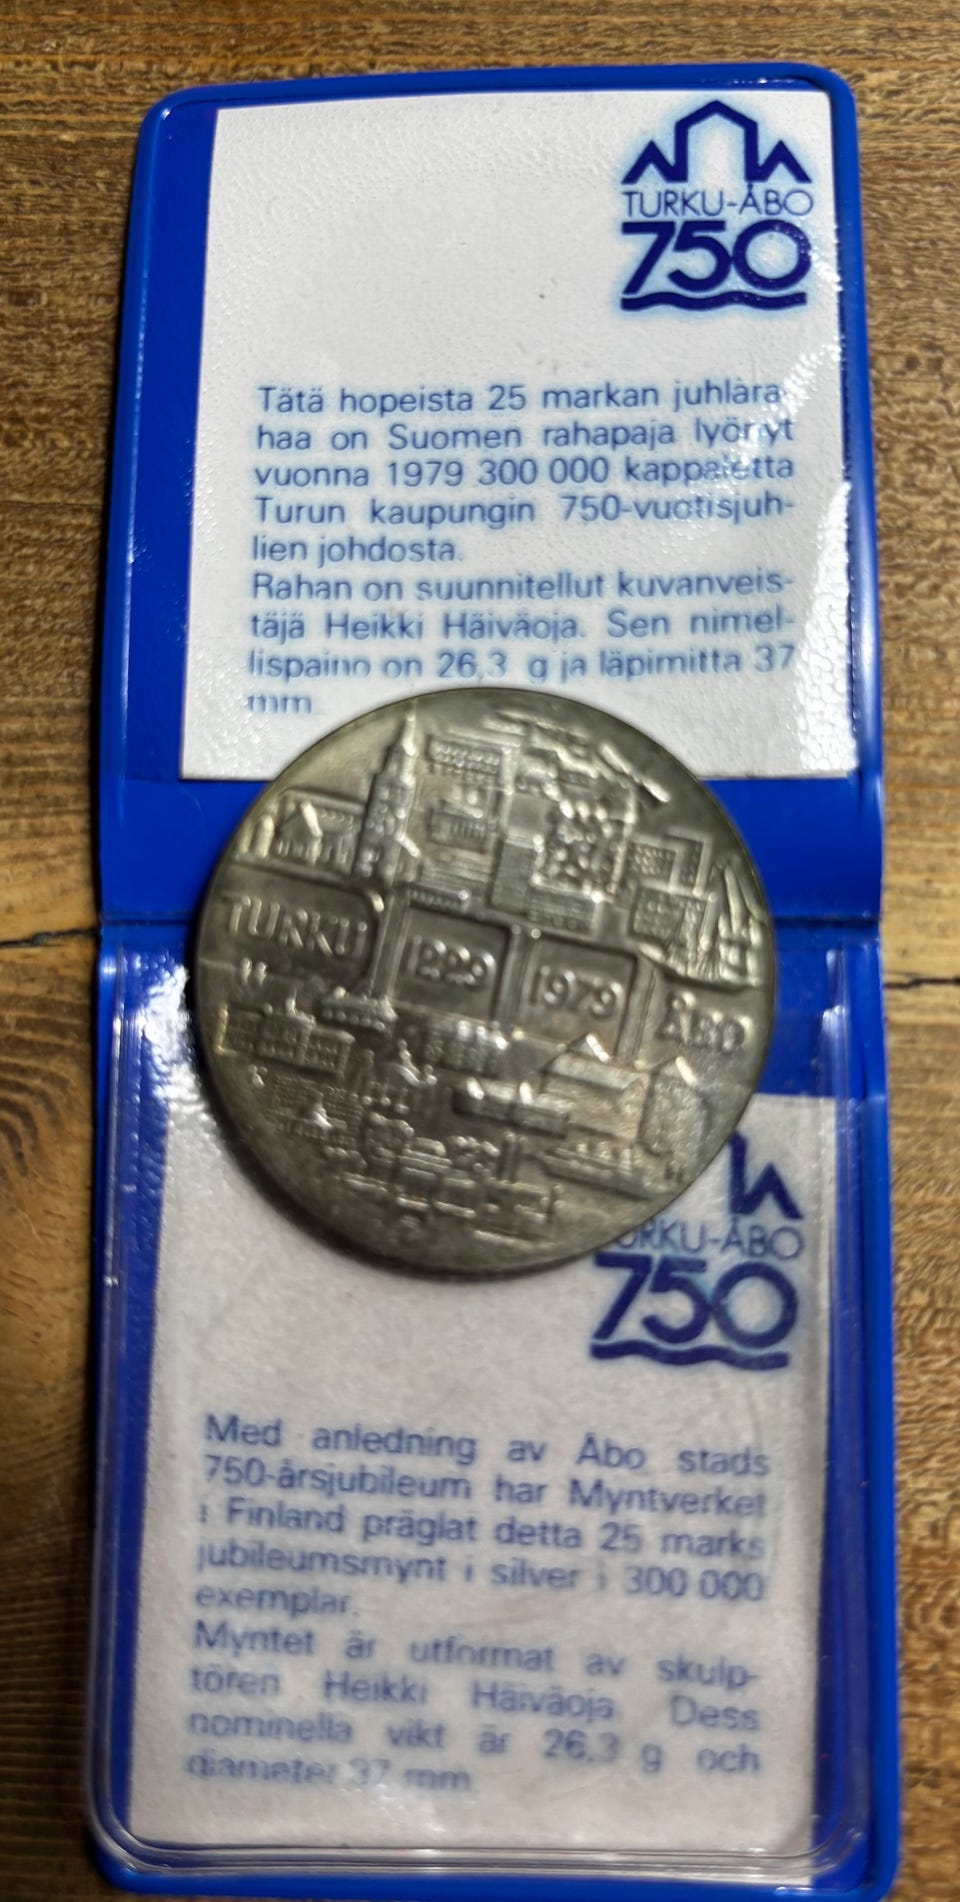 TURKU-ÅBO
750
Tätä hopeista 25 markan juhlara-
haa on Suomen rahapaja lyönyt
vuonna 1979 300 000 kappaletta
Turun kaupungin 750-vuotisjuh-
lien johdosta.
Rahan on suunnitellut kuvanveis-
täjä Heikki Häiväoja. Sen nimel-
lispaino on 26,3 g ja läpimitta 37
mm
TURKU 1229 1979 ÅBO
TURKU-ÅBO
750
Med anledning av Åbo stads
750-årsjubileum har Myntverket
i Finland präglat detta 25 marks
jubileumsmynt i silver i 300 000
exemplar.
Myntet är utformat av skulp-
tören Heikki Häiväoja. Dess
nominella vikt är 26,3 g och
diameter 37 mm